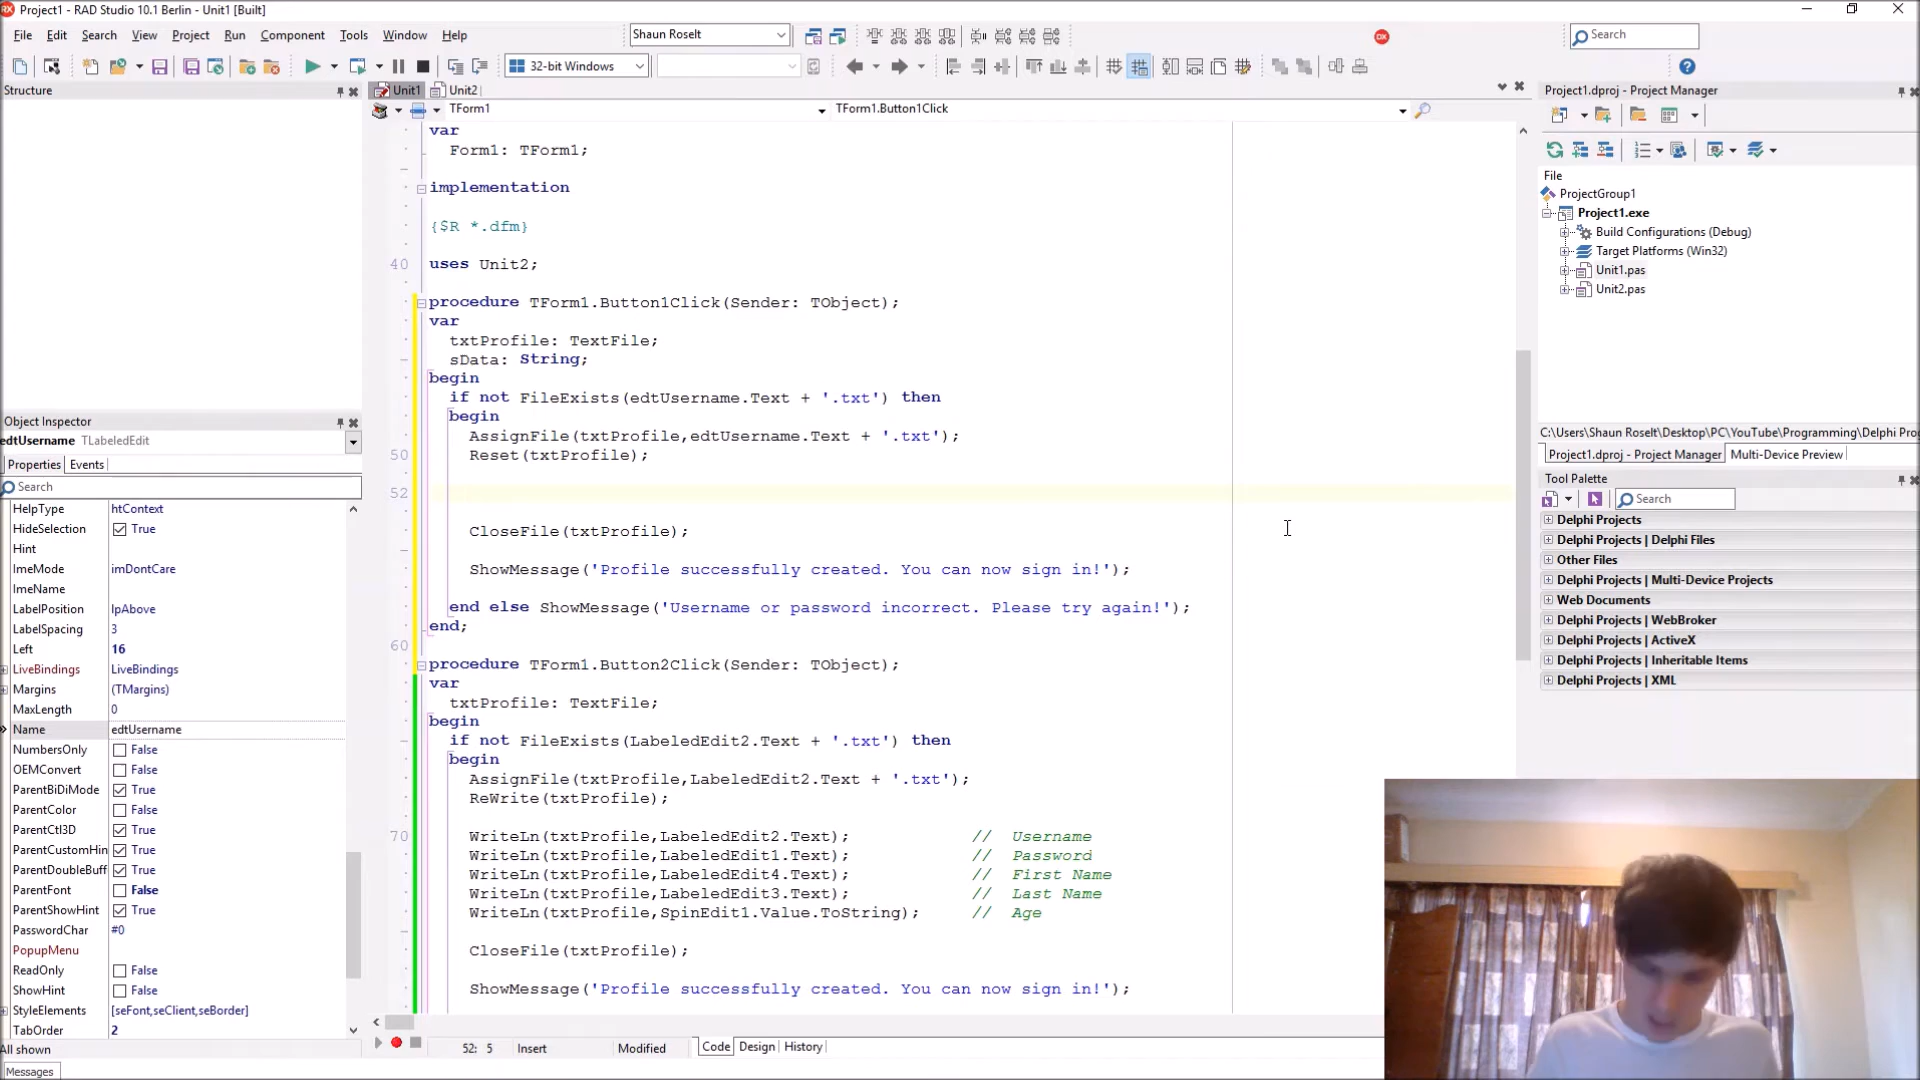 Project1 - RAD Studio 10.1 Berlin - Unit1 [Built]
File Edit Search View Project Run Component Tools Window Help
Shaun Roselt
Search
32-bit Windows
Structure
Unit1 Unit2
TForm1 TForm1.Button1Click
var
Form1: TForm1;
implementation
{$R *.dfm}
40 uses Unit2;
procedure TForm1.Button1Click(Sender: TObject);
var
txtProfile: TextFile;
sData: String;
begin
if not FileExists(edtUsername.Text + '.txt') then
begin
AssignFile(txtProfile,edtUsername.Text + '.txt');
50 Reset(txtProfile);
52
CloseFile(txtProfile);
ShowMessage('Profile successfully created. You can now sign in!');
end else ShowMessage('Username or password incorrect. Please try again!');
end;
60
procedure TForm1.Button2Click(Sender: TObject);
var
txtProfile: TextFile;
begin
if not FileExists(LabeledEdit2.Text + '.txt') then
begin
AssignFile(txtProfile,LabeledEdit2.Text + '.txt');
ReWrite(txtProfile);
70 WriteLn(txtProfile,LabeledEdit2.Text); // Username
WriteLn(txtProfile,LabeledEdit1.Text); // Password
WriteLn(txtProfile,LabeledEdit4.Text); // First Name
WriteLn(txtProfile,LabeledEdit3.Text); // Last Name
WriteLn(txtProfile,SpinEdit1.Value.ToString); // Age
CloseFile(txtProfile);
ShowMessage('Profile successfully created. You can now sign in!');
52: 5 Insert Modified Code Design History
Object Inspector
edtUsername TLabeledEdit
Properties Events
Search
HelpType htContext
HideSelection True
Hint
ImeMode imDontCare
ImeName
LabelPosition lpAbove
LabelSpacing 3
Left 16
LiveBindings LiveBindings
Margins (TMargins)
MaxLength 0
Name edtUsername
NumbersOnly False
OEMConvert False
ParentBiDiMode True
ParentColor False
ParentCtl3D True
ParentCustomHin True
ParentDoubleBuff True
ParentFont False
ParentShowHint True
PasswordChar #0
PopupMenu
ReadOnly False
ShowHint False
StyleElements [seFont,seClient,seBorder]
TabOrder 2
All shown
Messages
Project1.dproj - Project Manager
File
ProjectGroup1
Project1.exe
Build Configurations (Debug)
Target Platforms (Win32)
Unit1.pas
Unit2.pas
C:\Users\Shaun Roselt\Desktop\PC\YouTube\Programming\Delphi Pro
Project1.dproj - Project Manager Multi-Device Preview
Tool Palette
Search
Delphi Projects
Delphi Projects | Delphi Files
Other Files
Delphi Projects | Multi-Device Projects
Web Documents
Delphi Projects | WebBroker
Delphi Projects | ActiveX
Delphi Projects | Inheritable Items
Delphi Projects | XML